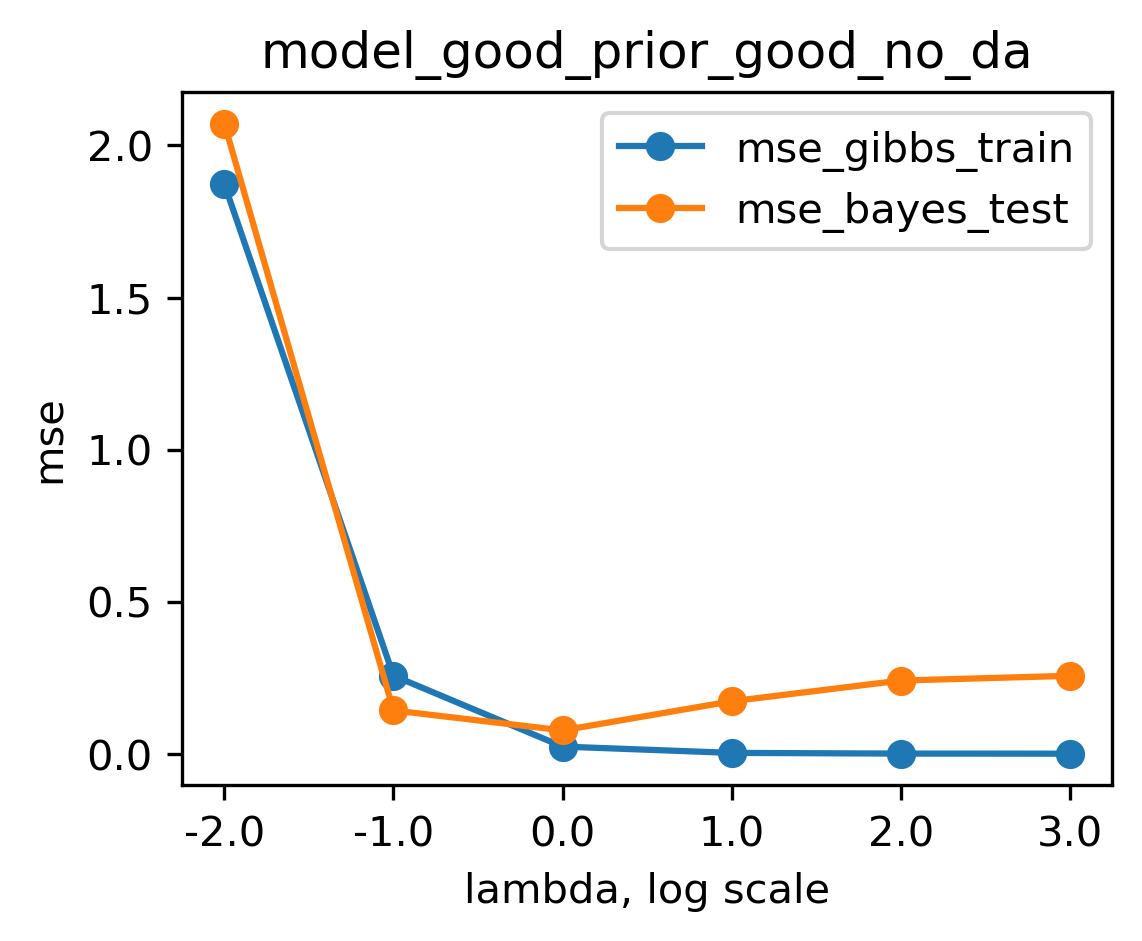 model_good_prior_good_no_da
mse_gibbs_train
mse_bayes_test
2.0
1.5
1.0
0.5
0.0
mse
-2.0 -1.0 0.0 1.0 2.0 3.0
lambda, log scale